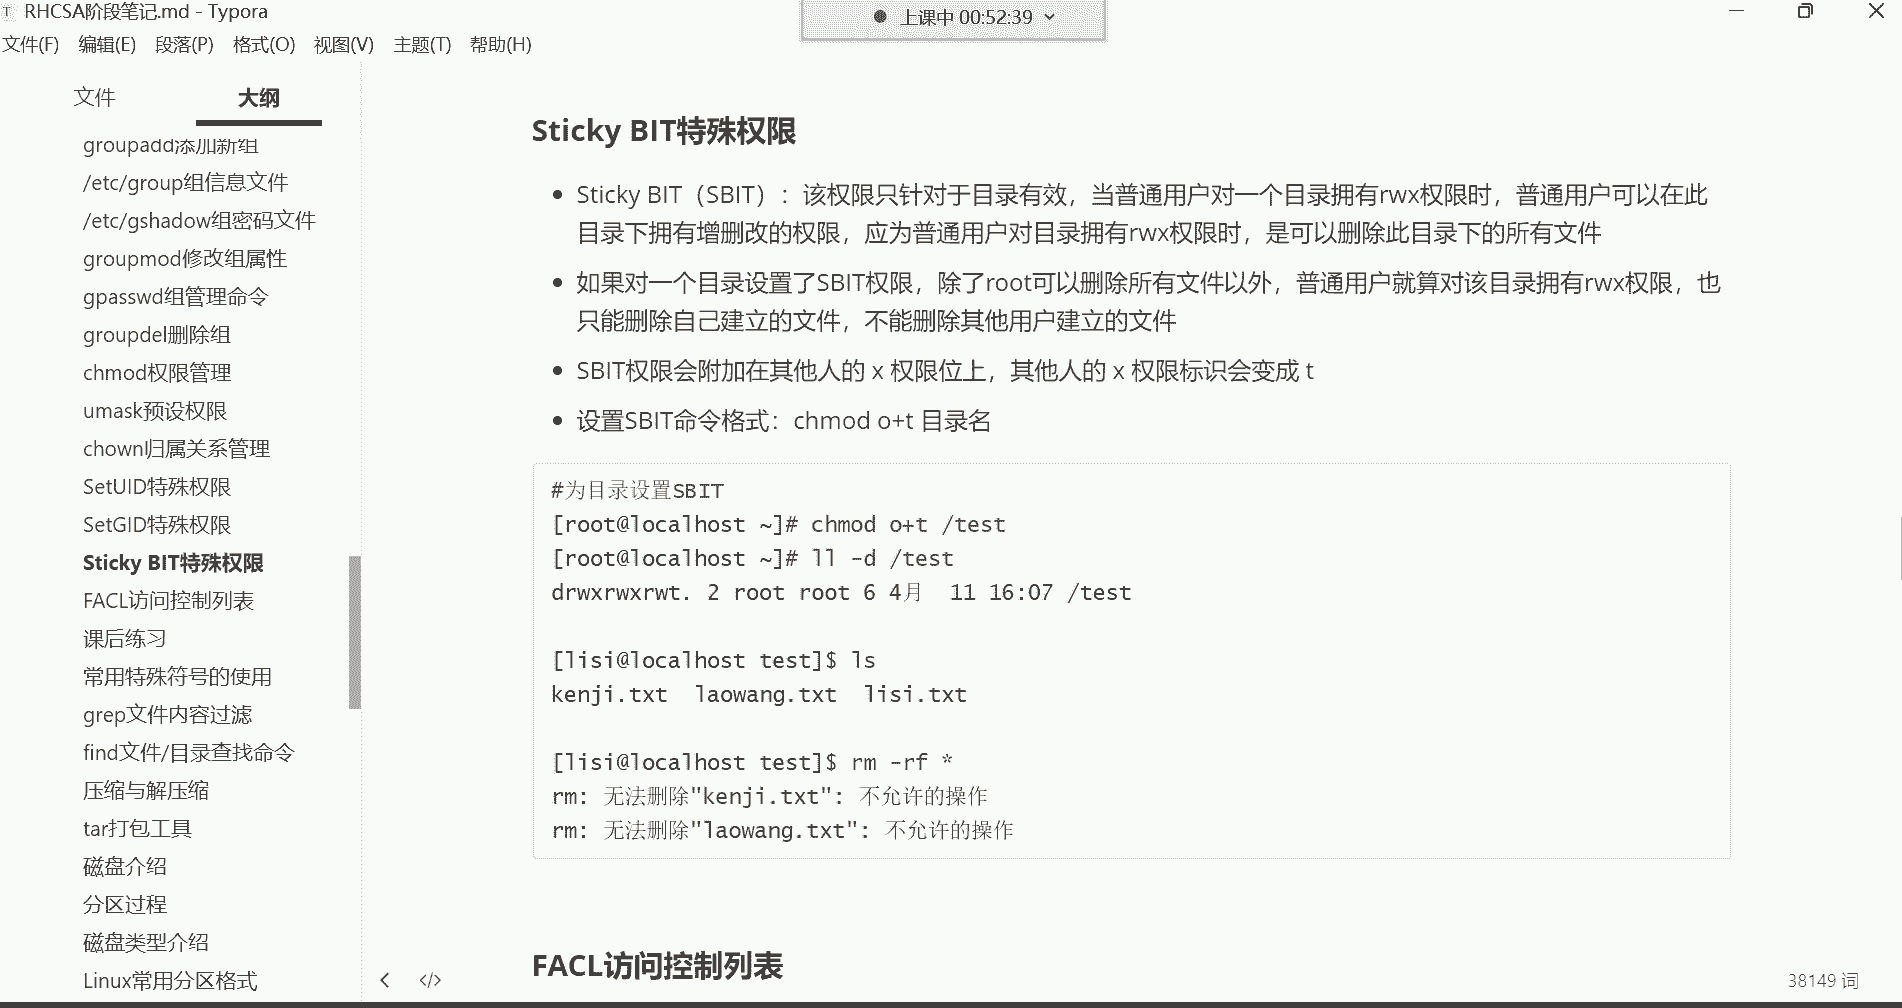 RHCSA阶段笔记.md - Typora
上课中 00:52:39
文件(F) 编辑(E) 段落(P) 格式(O) 视图(V) 主题(T) 帮助(H)
文件 大纲
groupadd添加新组
/etc/group组信息文件
/etc/gshadow组密码文件
groupmod修改组属性
gpasswd组管理命令
groupdel删除组
chmod权限管理
umask预设权限
chown归属关系管理
SetUID特殊权限
SetGID特殊权限
Sticky BIT特殊权限
FACL访问控制列表
课后练习
常用特殊符号的使用
grep文件内容过滤
find文件/目录查找命令
压缩与解压缩
tar打包工具
磁盘介绍
分区过程
磁盘类型介绍
Linux常用分区格式
Sticky BIT特殊权限
Sticky BIT（SBIT）：该权限只针对于目录有效，当普通用户对一个目录拥有rwx权限时，普通用户可以在此
目录下拥有增删改的权限，应为普通用户对目录拥有rwx权限时，是可以删除此目录下的所有文件
如果对一个目录设置了SBIT权限，除了root可以删除所有文件以外，普通用户就算对该目录拥有rwx权限，也
只能删除自己建立的文件，不能删除其他用户建立的文件
SBIT权限会附加在其他人的 x 权限位上，其他人的 x 权限标识会变成 t
设置SBIT命令格式：chmod o+t 目录名
#为目录设置SBIT
[root@localhost ~]# chmod o+t /test
[root@localhost ~]# ll -d /test
drwxrwxrwt. 2 root root 6 4月  11 16:07 /test
[lisi@localhost test]$ ls
kenji.txt  laowang.txt  lisi.txt
[lisi@localhost test]$ rm -rf *
rm: 无法删除"kenji.txt": 不允许的操作
rm: 无法删除"laowang.txt": 不允许的操作
FACL访问控制列表
38149 词